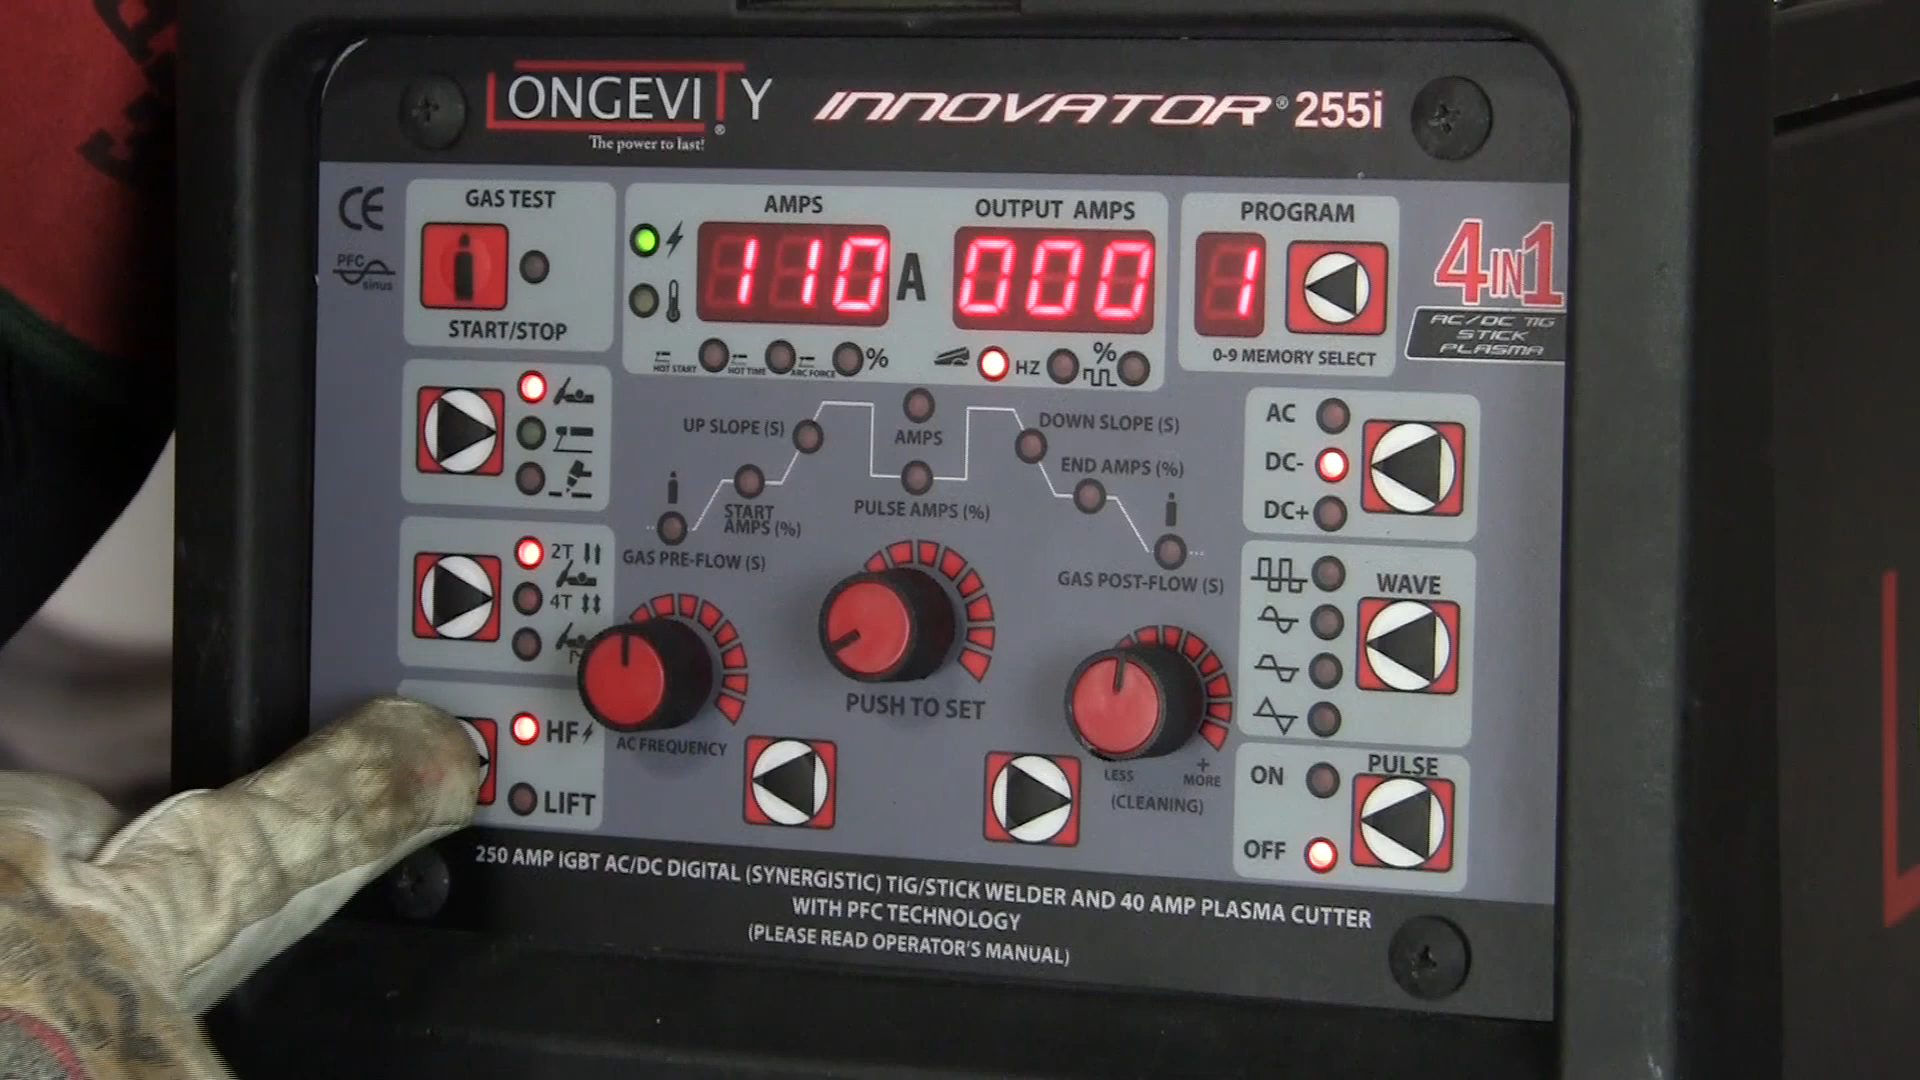 LONGEVITY®
The power to last!
INNOVATOR® 255i
CE
PFC
sinus
GAS TEST
START/STOP
AMPS
110 A
OUTPUT AMPS
000
PROGRAM
1
0-9 MEMORY SELECT
4IN1
AC/DC TIG
STICK
PLASMA
HOT START
HOT TIME
ARC FORCE
%
HZ
%
UP SLOPE (S)
AMPS
DOWN SLOPE (S)
END AMPS (%)
START
AMPS (%)
PULSE AMPS (%)
GAS PRE-FLOW (S)
GAS POST-FLOW (S)
AC
DC-
DC+
2T
4T
WAVE
HF
LIFT
AC FREQUENCY
PUSH TO SET
LESS
+
MORE
(CLEANING)
PULSE
ON
OFF
250 AMP IGBT AC/DC DIGITAL (SYNERGISTIC) TIG/STICK WELDER AND 40 AMP PLASMA CUTTER
WITH PFC TECHNOLOGY
(PLEASE READ OPERATOR'S MANUAL)